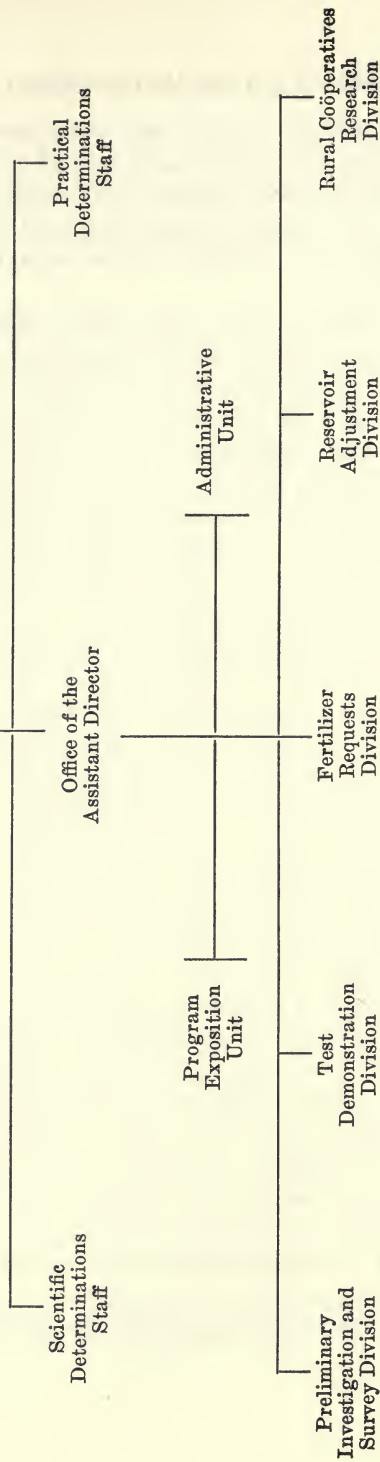 Scientific
Determinations
Staff
Office of the
Assistant Director
Practical
Determinations
Staff
Program
Exposition
Unit
Administrative
Unit
Preliminary
Investigation and
Survey Division
Test
Demonstration
Division
Fertilizer
Requests
Division
Reservoir
Adjustment
Division
Rural Coöperatives
Research
Division